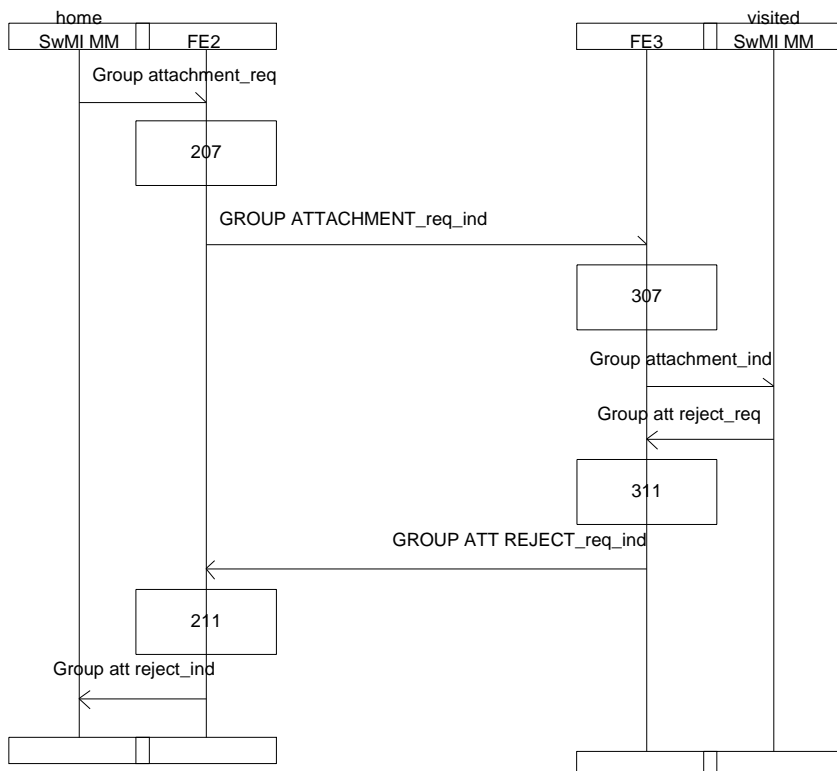 home
visited
SwMI MM
FE2
FE3
SwMI MM
Group attachment_req
207
GROUP ATTACHMENT_req_ind
307
Group attachment_ind
Group att reject_req
311
GROUP ATT REJECT_req_ind
211
Group att reject_ind